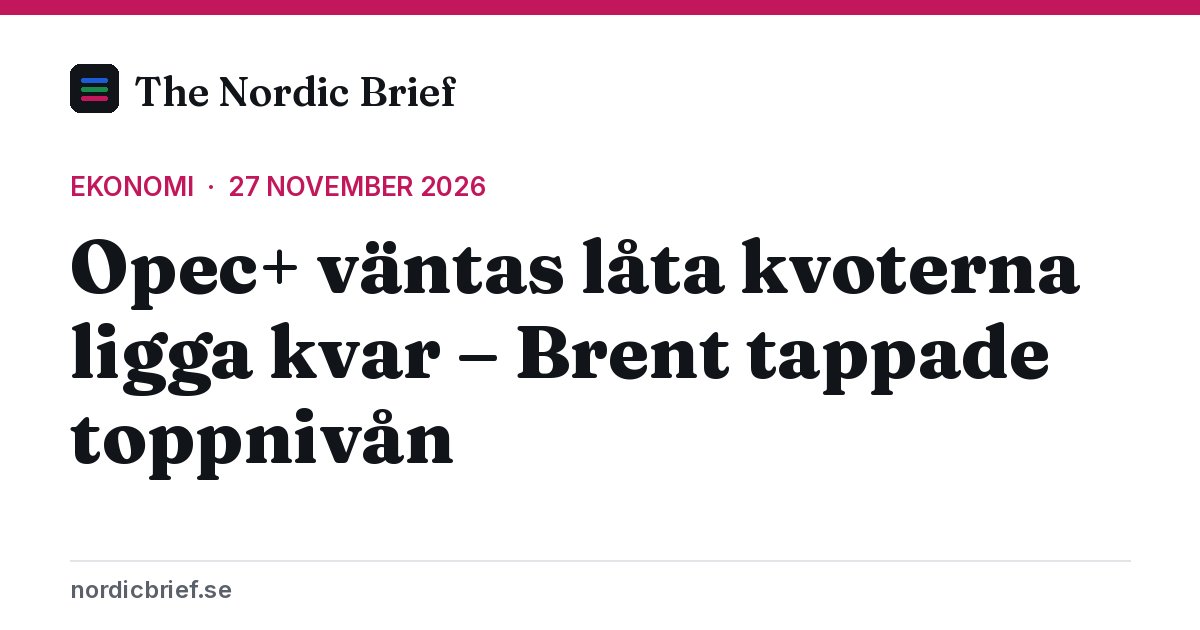 The Nordic Brief
EKONOMI · 27 NOVEMBER 2026
Opec+ väntas låta kvoterna
ligga kvar – Brent tappade
toppnivån
nordicbrief.se